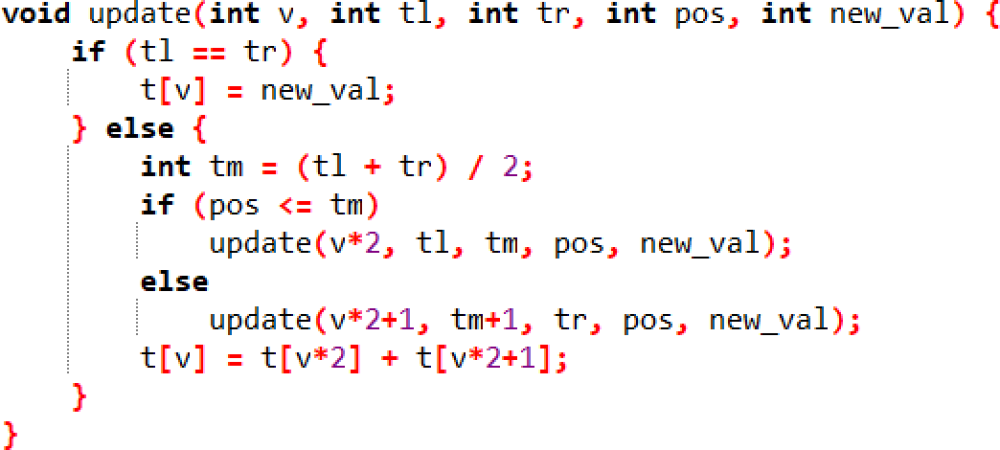 void update(int v, int tl, int tr, int pos, int new_val) {
    if (tl == tr) {
        t[v] = new_val;
    } else {
        int tm = (tl + tr) / 2;
        if (pos <= tm)
            update(v*2, tl, tm, pos, new_val);
        else
            update(v*2+1, tm+1, tr, pos, new_val);
        t[v] = t[v*2] + t[v*2+1];
    }
}